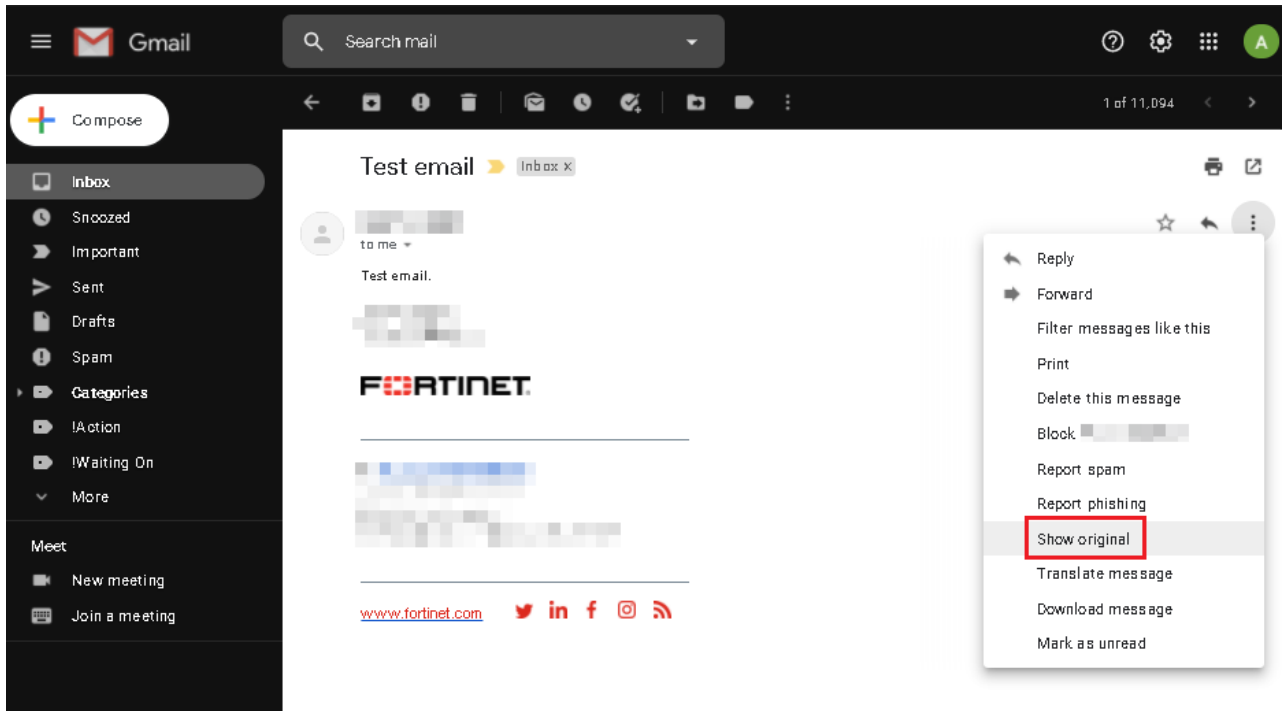 Gmail
Search mail
A
Compose
1 of 11,094
Test email
Inbox x
Inbox
Snoozed
Important
Sent
Drafts
Spam
Categories
!Action
!Waiting On
More
Meet
New meeting
Join a meeting
to me
Test email.
FORTINET
www.fortinet.com
Reply
Forward
Filter messages like this
Print
Delete this message
Block
Report spam
Report phishing
Show original
Translate message
Download message
Mark as unread